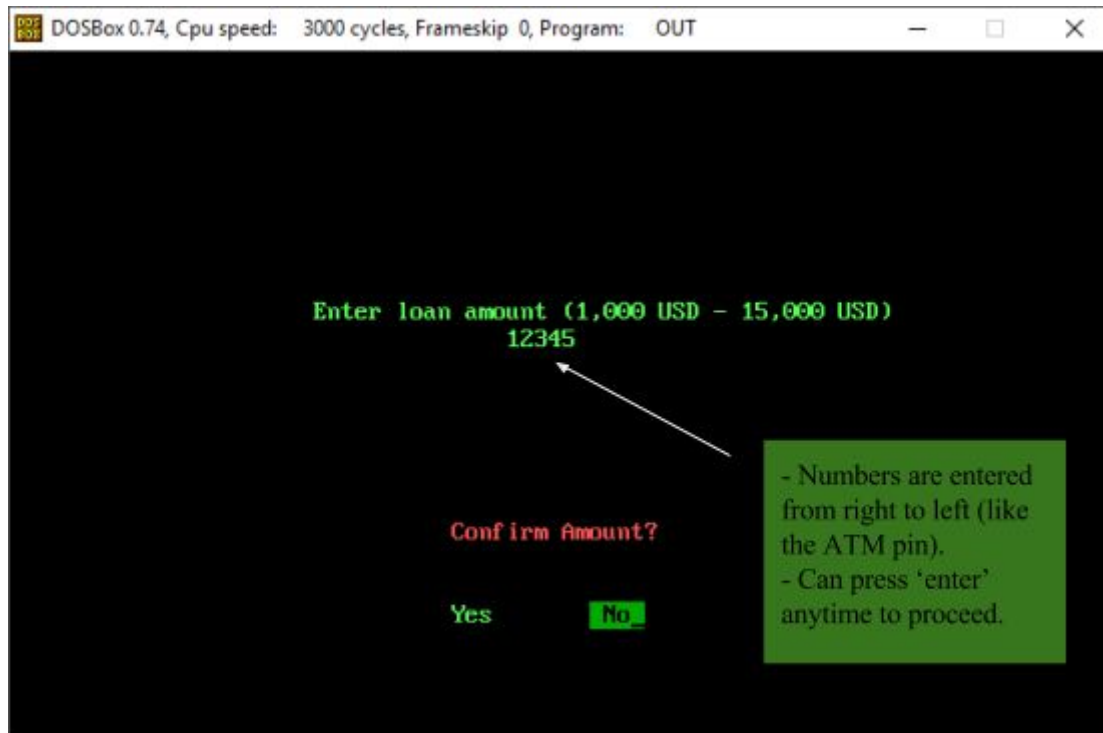 DOSBox 0.74, Cpu speed: 3000 cycles, Frameskip 0, Program: OUT
Enter loan amount (1,000 USD - 15,000 USD)
12345
- Numbers are entered
from right to left (like
the ATM pin).
- Can press ‘enter’
anytime to proceed.
Confirm Amount?
Yes No_